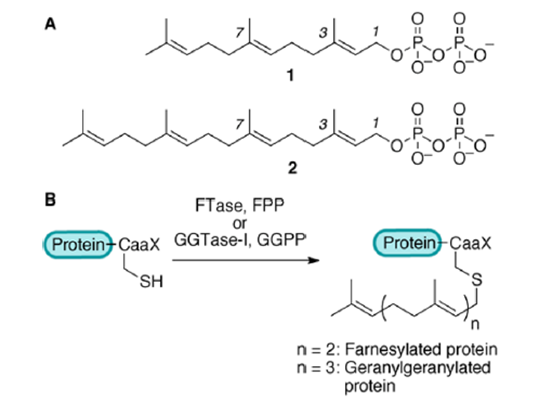 A
7 3 1
O P O P O
O O
O⁻ O⁻ ⁻
1
7 3 1
O P O P O
O O
O⁻ O⁻ ⁻
2
B
FTase, FPP
or
GGTase-I, GGPP
Protein CaaX
SH
Protein CaaX
S
n
n = 2: Farnesylated protein
n = 3: Geranylgeranylated
protein